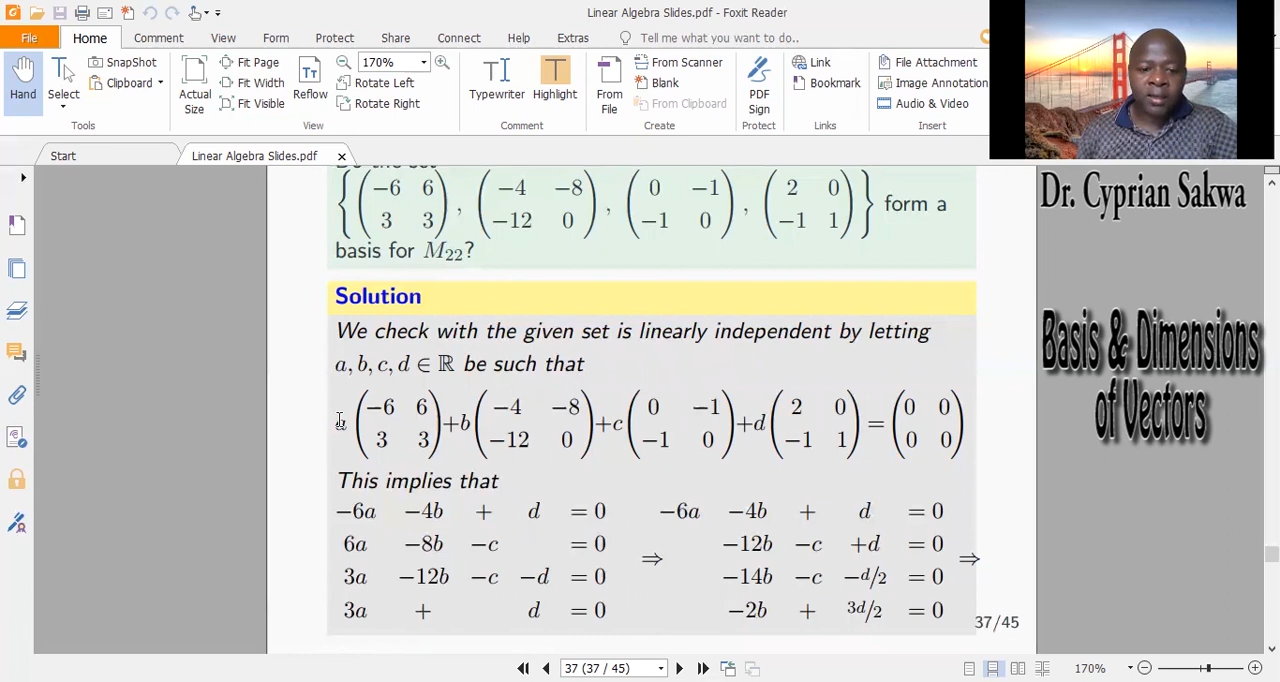 Linear Algebra Slides.pdf - Foxit Reader
File Home Comment View Form Protect Share Connect Help Extras Tell me what you want to do..
Hand Select SnapShot Clipboard Actual Size Fit Page Fit Width Fit Visible Reflow 170% Rotate Left Rotate Right Typewriter Highlight From File From Scanner Blank From Clipboard PDF Sign Link Bookmark File Attachment Image Annotation Audio & Video
Tools View Comment Create Protect Links Insert
Start Linear Algebra Slides.pdf
{(−6 6; 3 3), (−4 −8; −12 0), (0 −1; −1 0), (2 0; −1 1)} form a
basis for M₂₂?
Solution
We check with the given set is linearly independent by letting
a, b, c, d ∈ ℝ be such that
(−6 6; 3 3) +b(−4 −8; −12 0) +c(0 −1; −1 0) +d(2 0; −1 1) = (0 0; 0 0)
This implies that
−6a −4b + d = 0 −6a −4b + d = 0
6a −8b −c = 0 −12b −c +d = 0
⇒ ⇒
3a −12b −c −d = 0 −14b −c −d/2 = 0
3a + d = 0 −2b + 3d/2 = 0
37/45
Dr. Cyprian Sakwa
Basis & Dimensions
of Vectors
37 (37 / 45) 170%